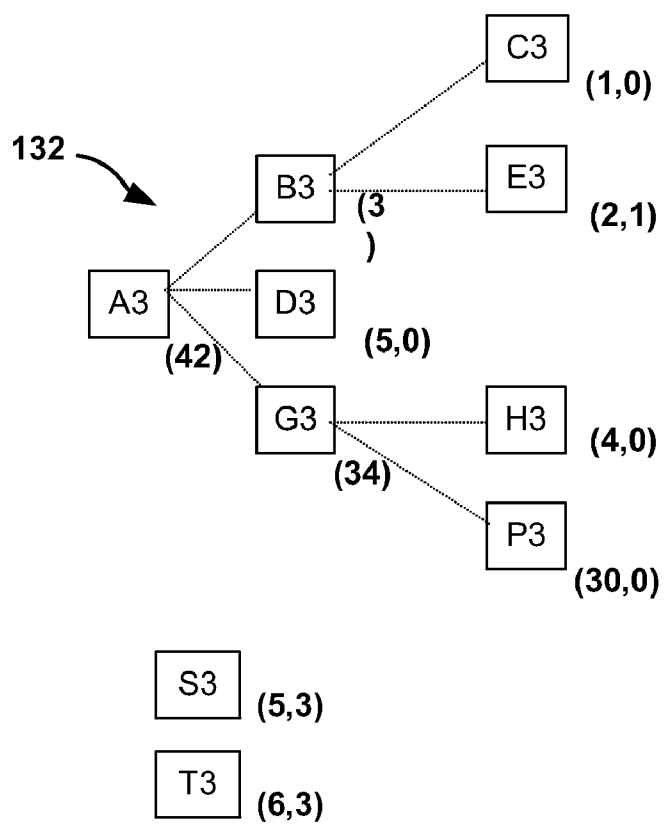 C3
(1,0)
132
B3
E3
(3
)
(2,1)
A3
D3
(42)
(5,0)
G3
H3
(34)
(4,0)
P3
(30,0)
S3
(5,3)
T3
(6,3)